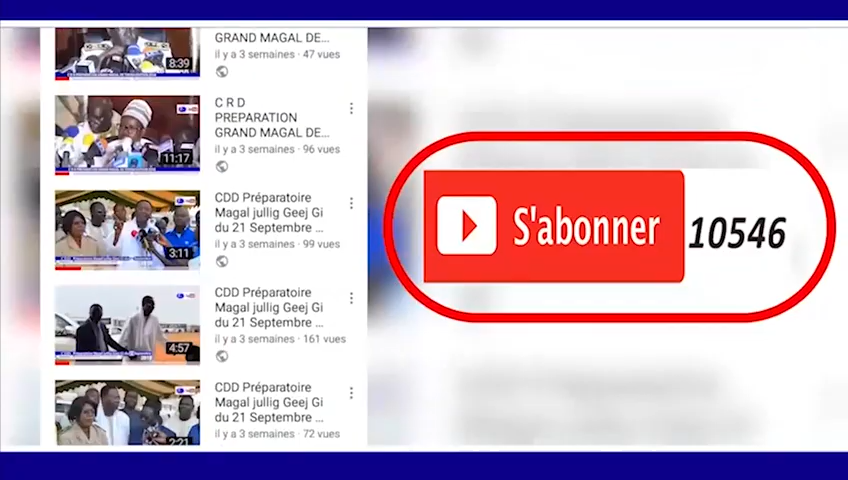 GRAND MAGAL DE...
il y a 3 semaines · 47 vues
8:39
C R D
PREPARATION
GRAND MAGAL DE...
il y a 3 semaines · 96 vues
11:17
CDD Préparatoire
Magal jullig Geej Gi
du 21 Septembre ...
il y a 3 semaines · 99 vues
3:11
CDD Préparatoire
Magal jullig Geej Gi
du 21 Septembre ...
il y a 3 semaines · 161 vues
4:57
CDD Préparatoire
Magal jullig Geej Gi
du 21 Septembre ...
il y a 3 semaines · 72 vues
2:21
S'abonner 10546